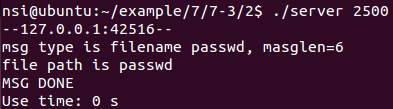 nsi@ubuntu:~/example/7/7-3/2$ ./server 2500
--127.0.0.1:42516--
msg type is filename passwd, masglen=6
file path is passwd
MSG DONE
Use time: 0 s